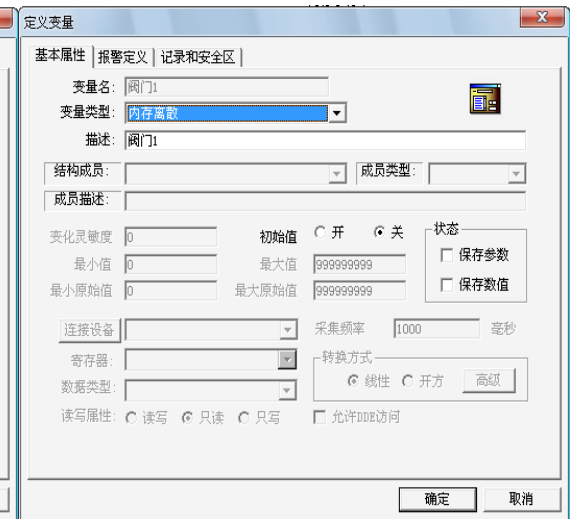 定义变量
基本属性 报警定义 记录和安全区
变量名: 阀门1
变量类型: 内存离散
描述: 阀门1
结构成员: 成员类型:
成员描述:
变化灵敏度 0 初始值 开 关 状态
最小值 0 最大值 999999999 保存参数
最小原始值 0 最大原始值 999999999 保存数值
连接设备 采集频率 1000 毫秒
寄存器: 转换方式
数据类型: 线性 开方 高级
读写属性: 读写 只读 只写 允许DDE访问
确定 取消